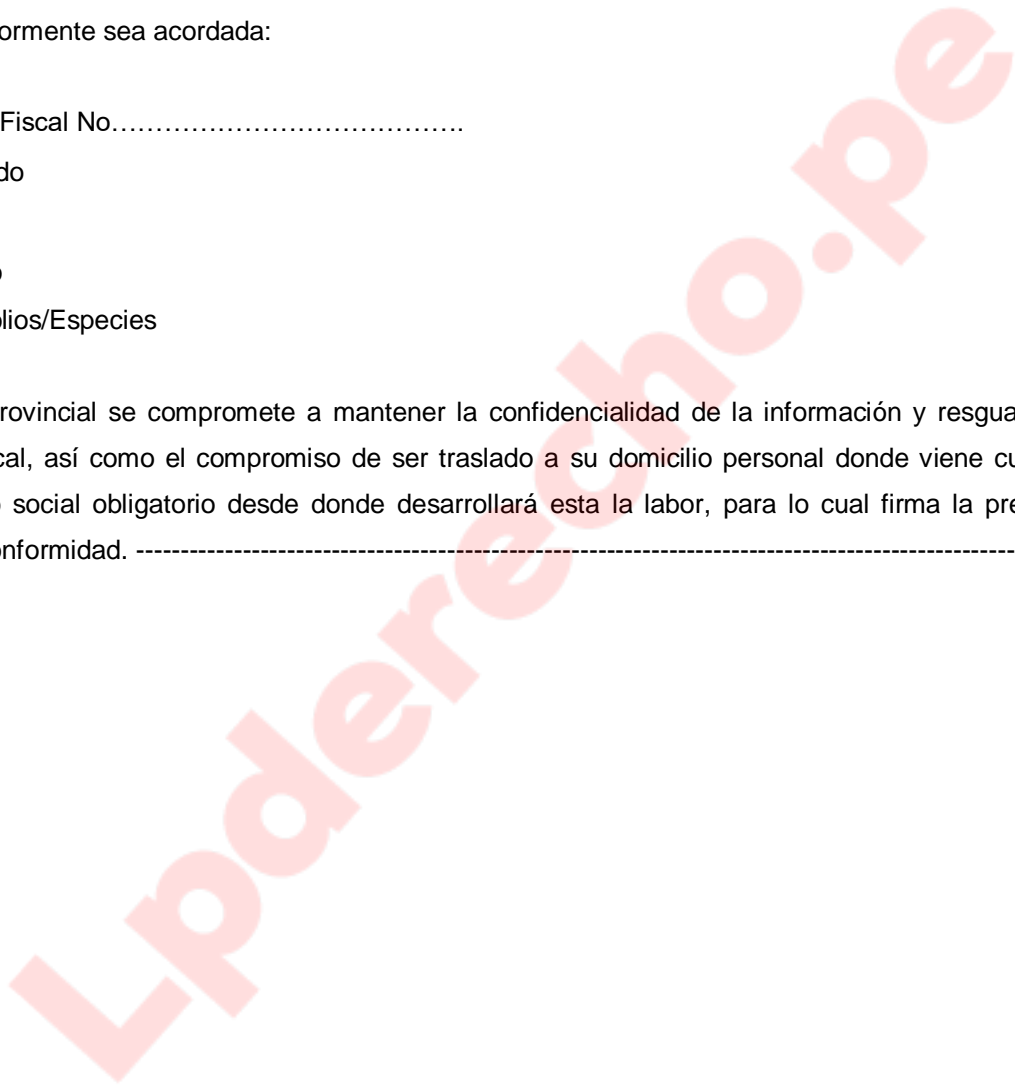 ormente sea acordada:
Fiscal No…………………………………….
do
o
lios/Especies
rovincial se compromete a mantener la confidencialidad de la información y resgua
cal, así como el compromiso de ser traslado a su domicilio personal donde viene cu
o social obligatorio desde donde desarrollará esta la labor, para lo cual firma la pre
onformidad. ---------------------------------------------------------------------------------------------------
Lpderecho.pe